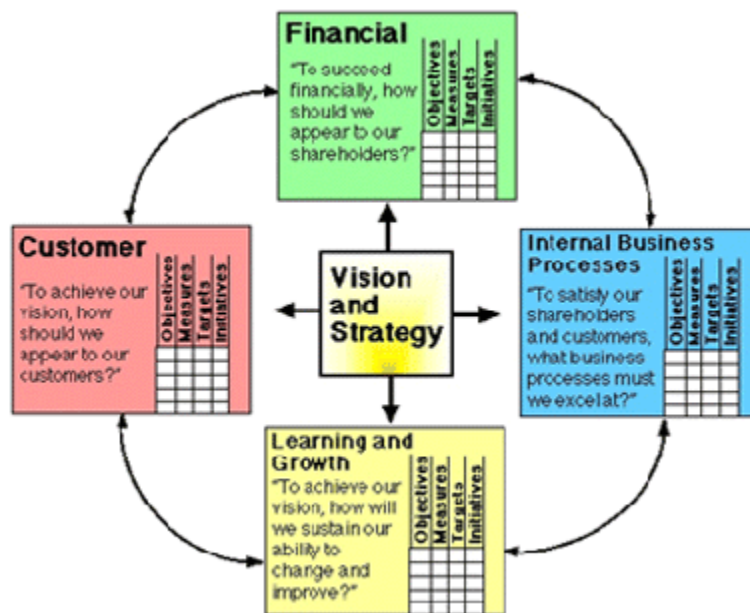 Financial
"To succeed
financially, how
should we
appear to our
shareholders?"
Objectives
Measures
Targets
Initiatives
Customer
"To achieve our
vision, how
should we
appear to our
customers?"
Objectives
Measures
Targets
Initiatives
Vision
and
Strategy
Internal Business
Processes
"To satisfy our
shareholders
and customers,
what business
processes must
we excel at?"
Objectives
Measures
Targets
Initiatives
Learning and
Growth
"To achieve our
vision, how will
we sustain our
ability to
change and
improve?"
Objectives
Measures
Targets
Initiatives